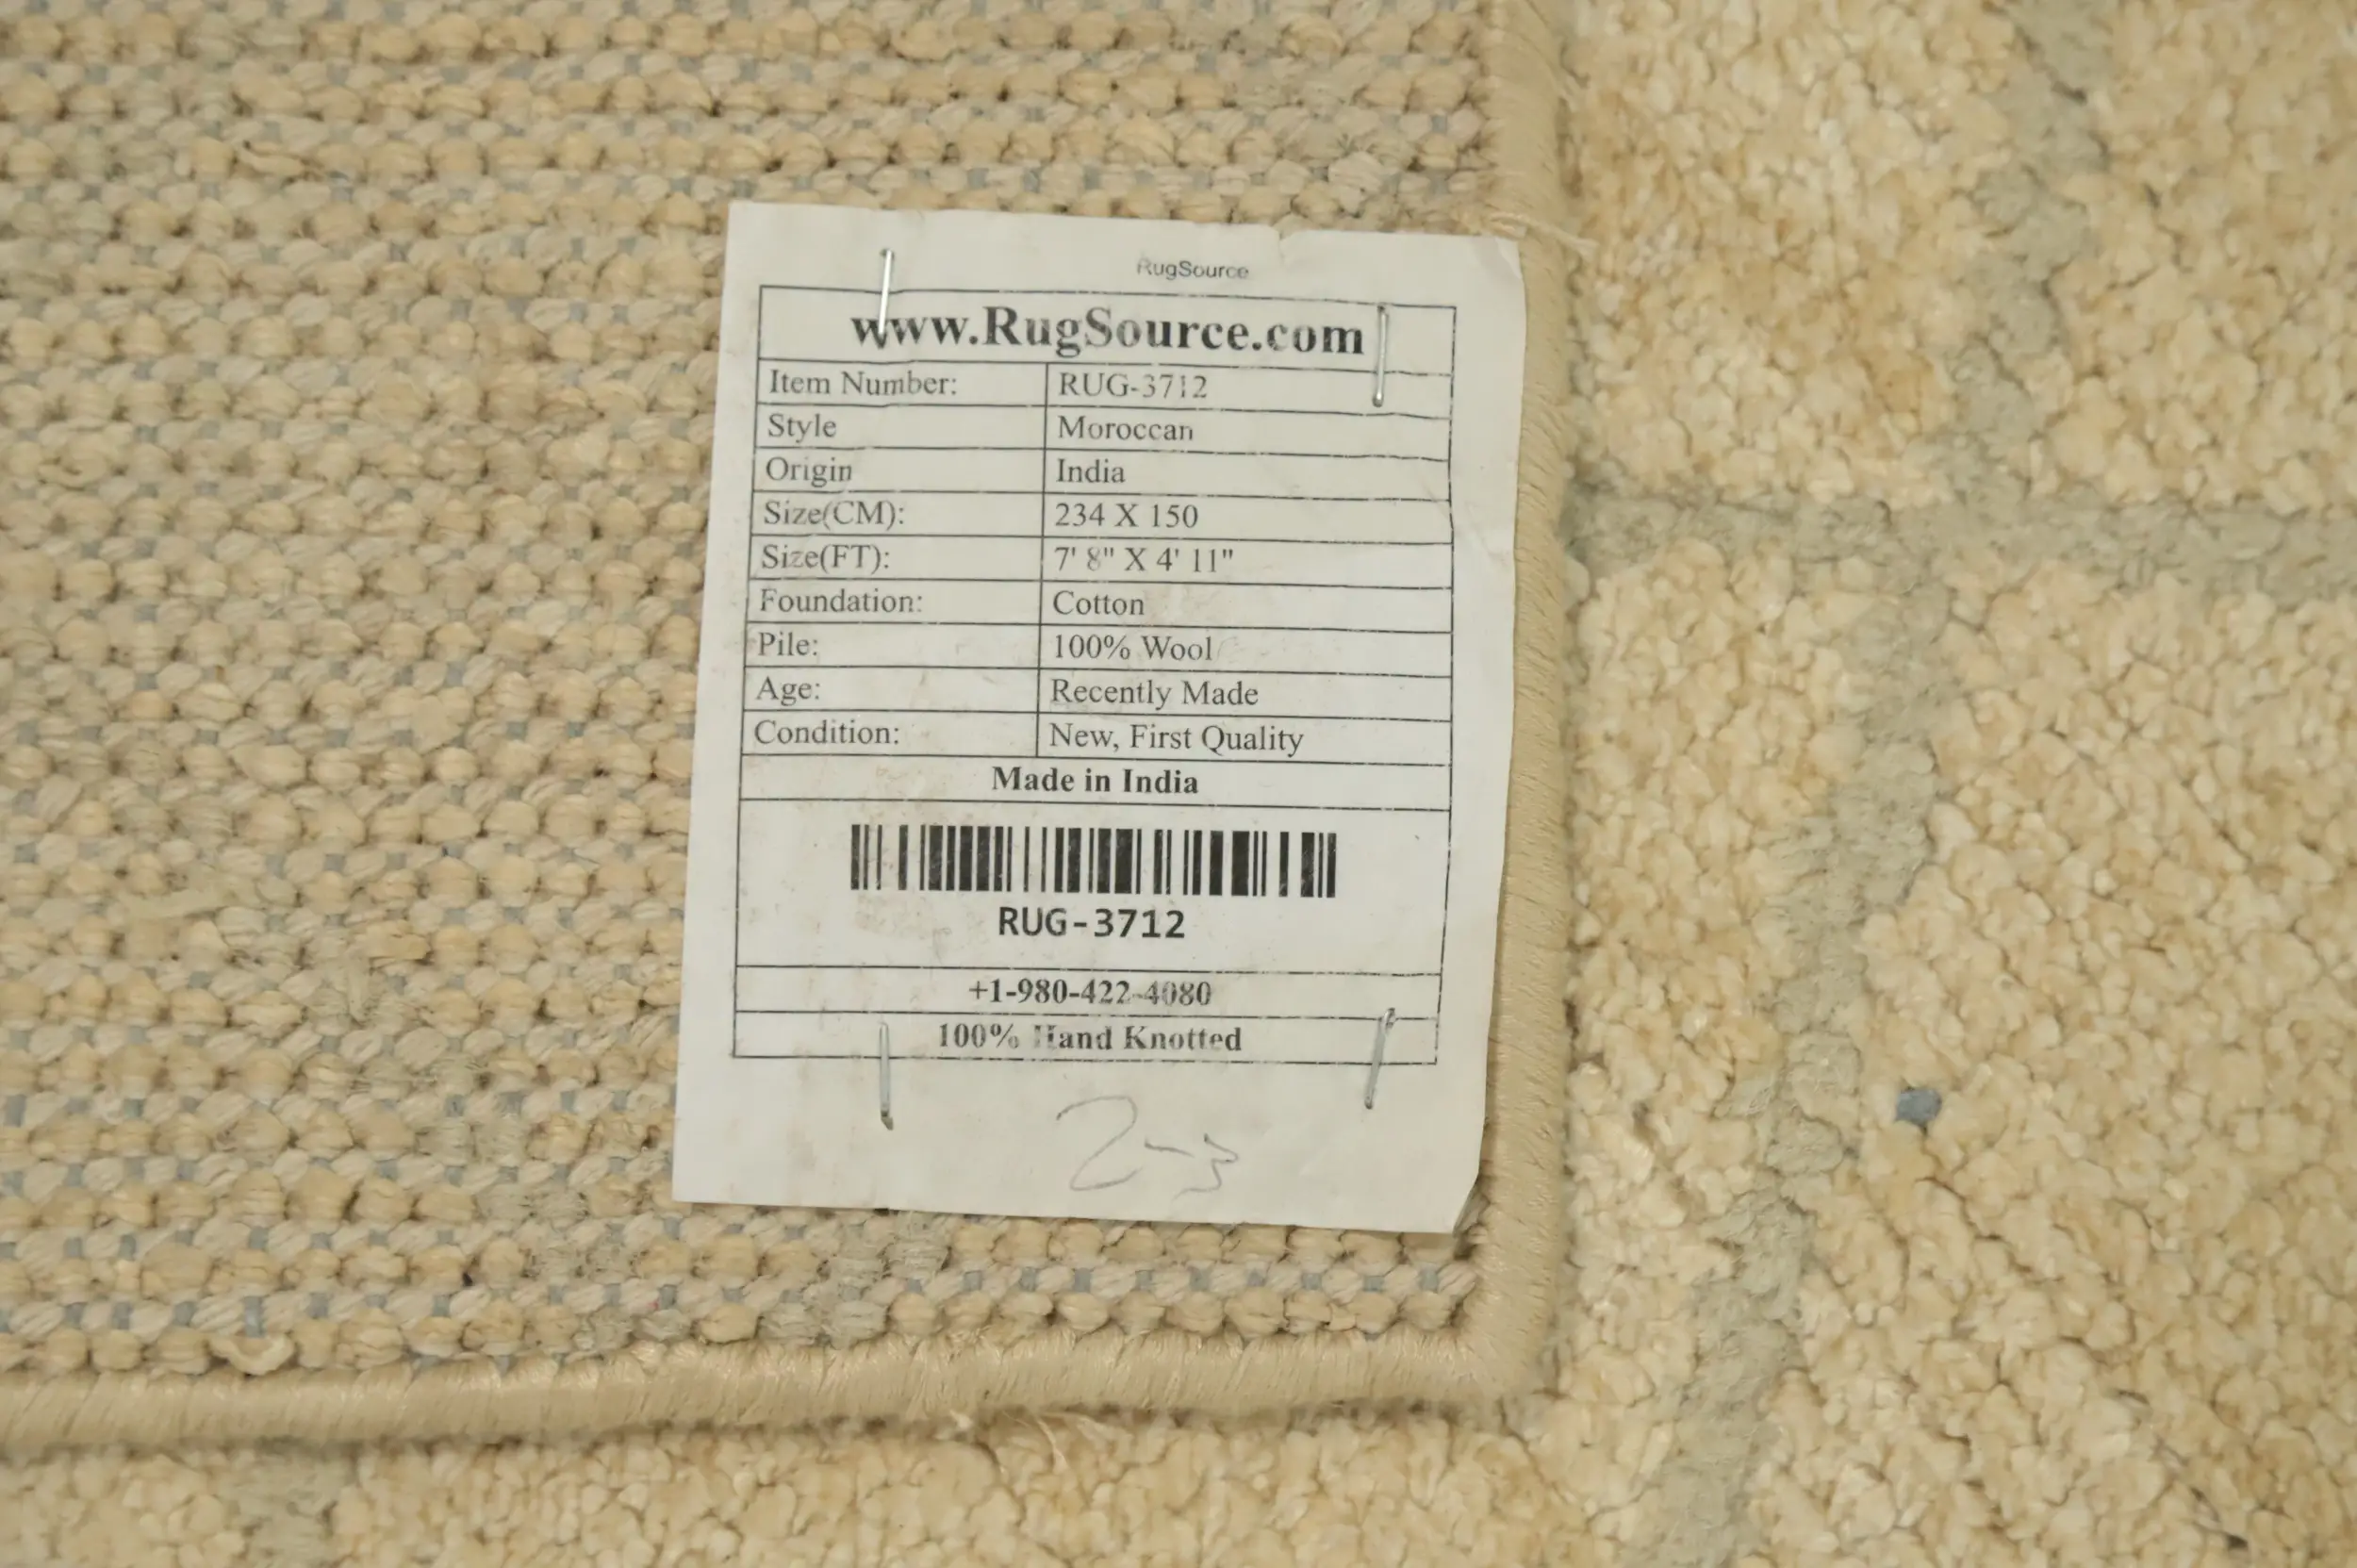 RugSource
www.RugSource.com
Item Number: RUG-3712
Style Moroccan
Origin India
Size(CM): 234 X 150
Size(FT): 7' 8" X 4' 11"
Foundation: Cotton
Pile: 100% Wool
Age: Recently Made
Condition: New, First Quality
Made in India
RUG-3712
+1-980-422-4080
100% Hand Knotted
2-3